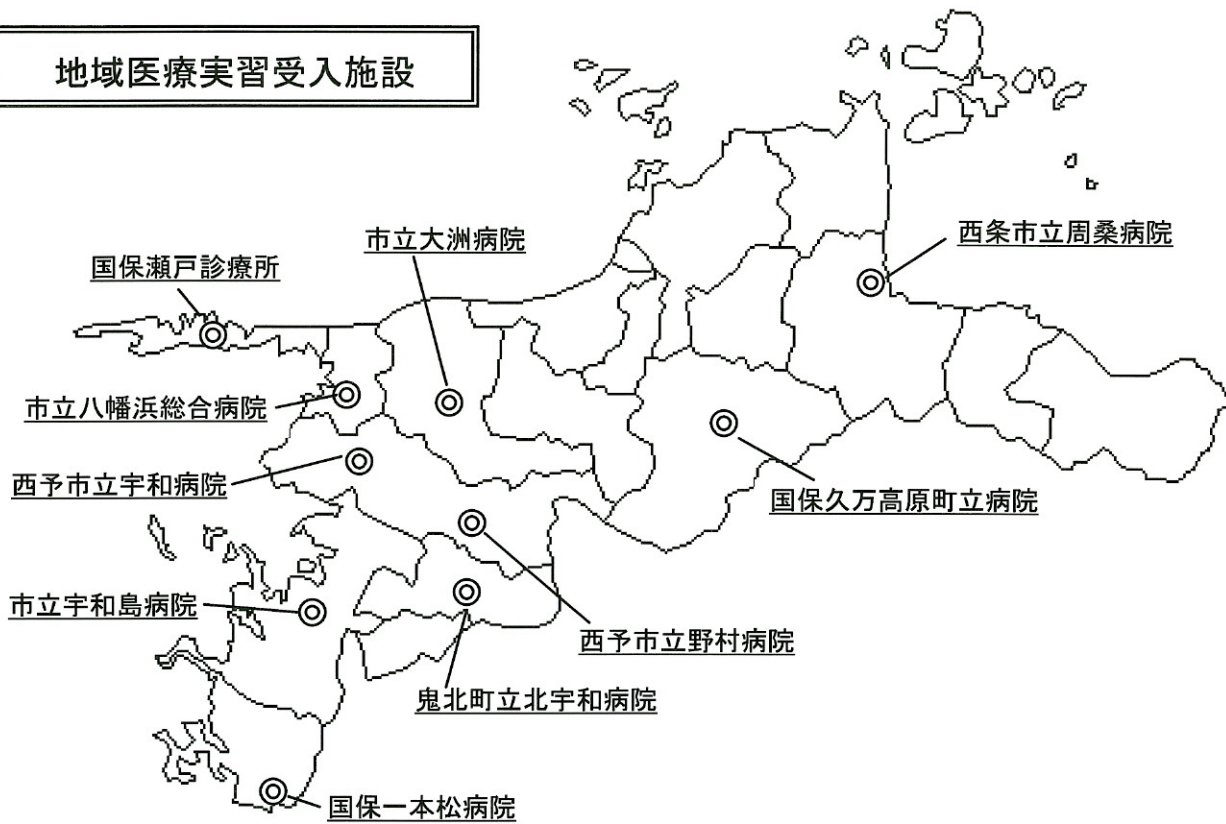 地域医療実習受入施設
西条市立周桑病院
市立大洲病院
国保瀬戸診療所
市立八幡浜総合病院
西予市立宇和病院
国保久万高原町立病院
市立宇和島病院
西予市立野村病院
鬼北町立北宇和病院
国保一本松病院